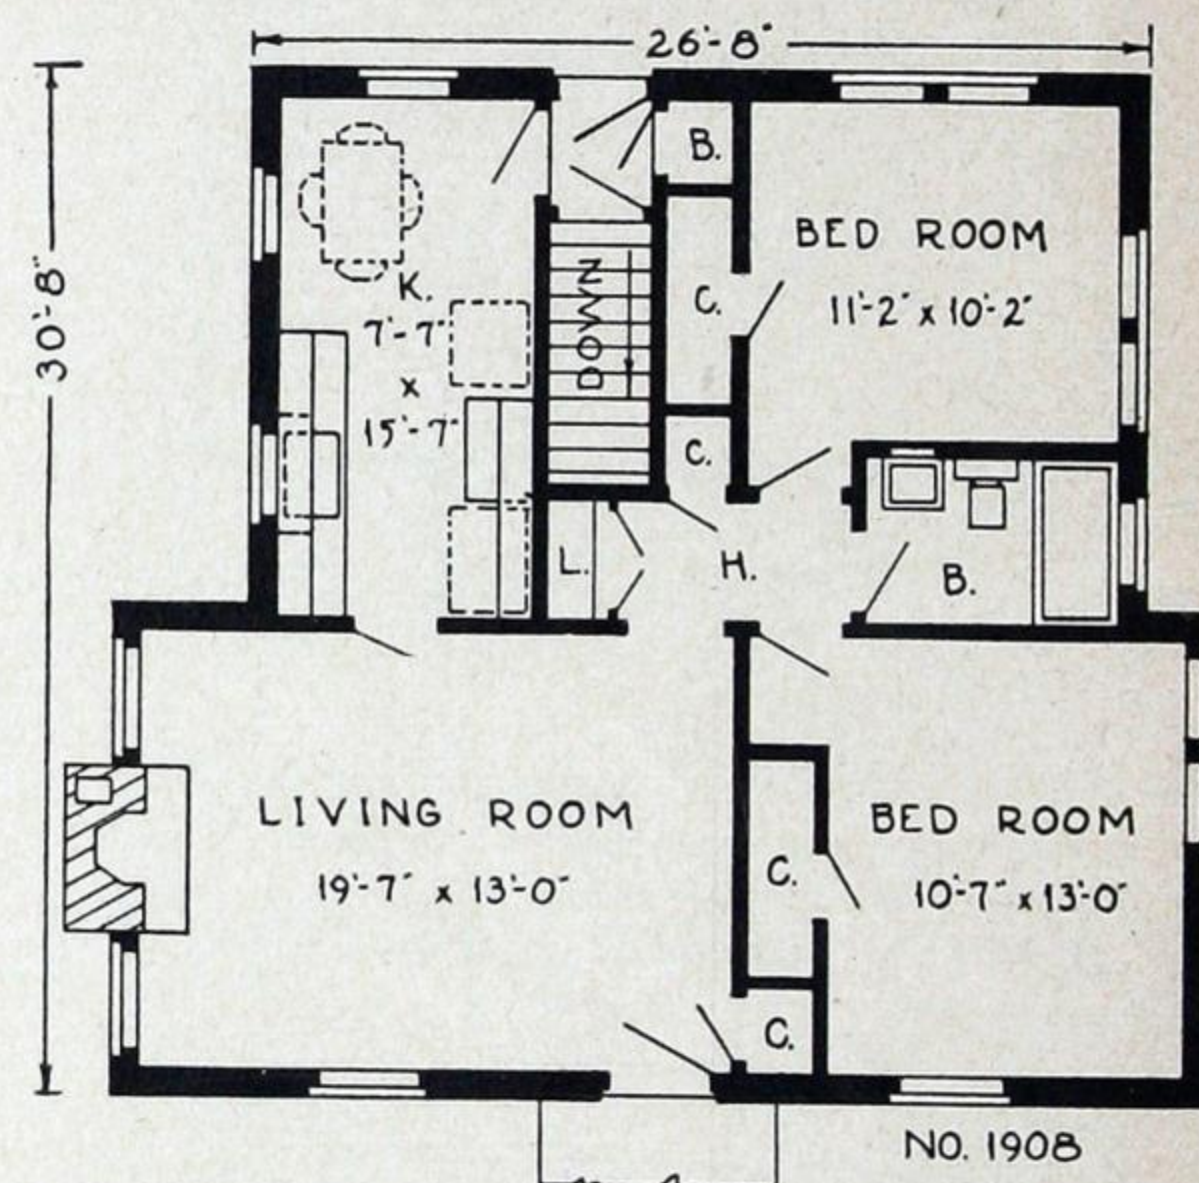 26'-8"
30'-8"
B.
BED ROOM
11'-2" x 10'-2"
K.
7'-7"
x
15'-7"
DOWN
C.
C.
L.
H.
B.
LIVING ROOM
19'-7" x 13'-0"
C.
BED ROOM
10'-7" x 13'-0"
C.
NO. 1908